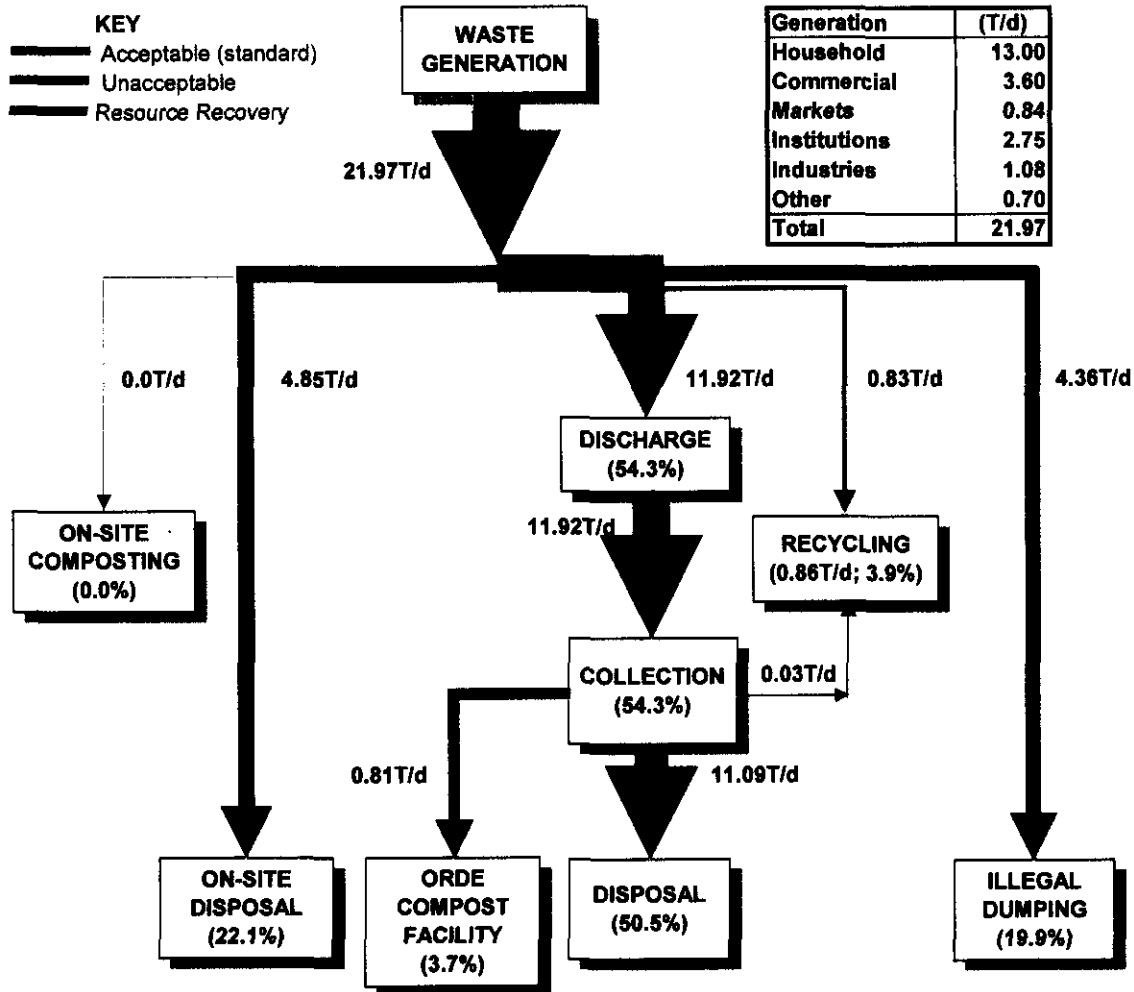 KEY
Acceptable (standard)
Unacceptable
Resource Recovery
WASTE
GENERATION
Generation (T/d)
Household 13.00
Commercial 3.60
Markets 0.84
Institutions 2.75
Industries 1.08
Other 0.70
Total 21.97
21.97T/d
0.0T/d
4.85T/d
11.92T/d
0.83T/d
4.36T/d
DISCHARGE
(54.3%)
11.92T/d
ON-SITE
COMPOSTING
(0.0%)
RECYCLING
(0.86T/d; 3.9%)
COLLECTION
(54.3%)
0.03T/d
0.81T/d
11.09T/d
ON-SITE
DISPOSAL
(22.1%)
ORDE
COMPOST
FACILITY
(3.7%)
DISPOSAL
(50.5%)
ILLEGAL
DUMPING
(19.9%)